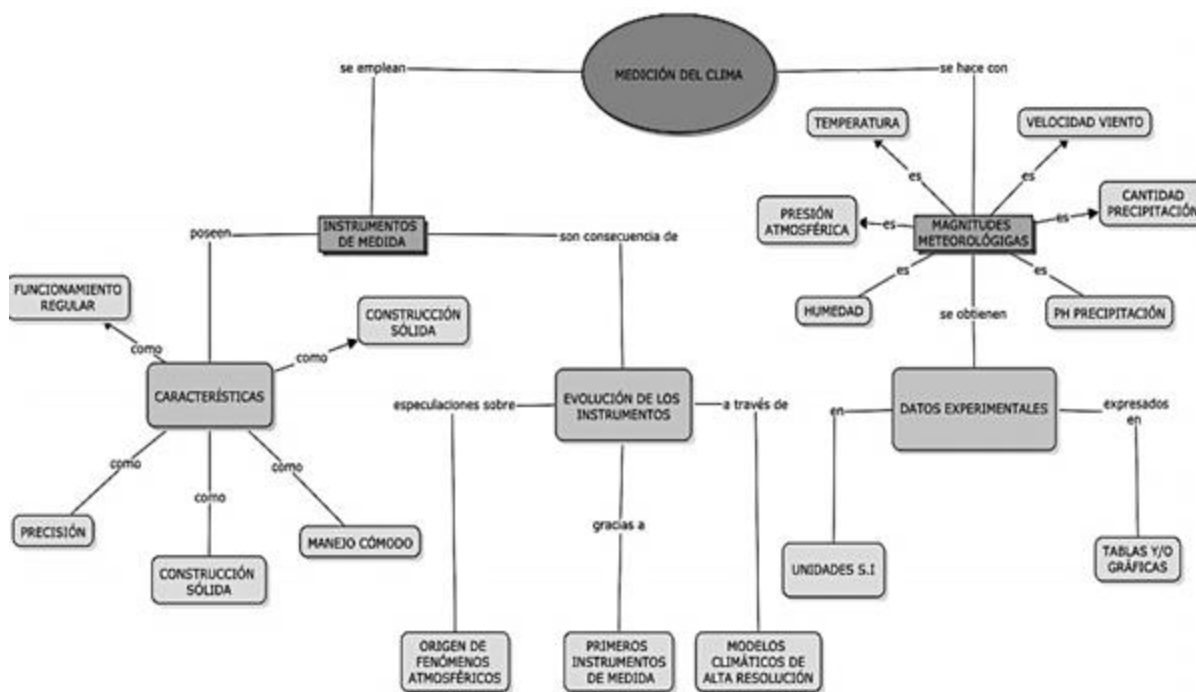 MEDICIÓN DEL CLIMA
se emplean
se hace con
TEMPERATURA
VELOCIDAD VIENTO
es
es
PRESIÓN
ATMOSFÉRICA
es
MAGNITUDES
METEOROLÓGIGAS
es
CANTIDAD
PRECIPITACIÓN
es
es
HUMEDAD
PH PRECIPITACIÓN
se obtienen
INSTRUMENTOS
DE MEDIDA
poseen
son consecuencia de
FUNCIONAMIENTO
REGULAR
CONSTRUCCIÓN
SÓLIDA
como
como
CARACTERÍSTICAS
como
como
como
PRECISIÓN
CONSTRUCCIÓN
SÓLIDA
MANEJO CÓMODO
especulaciones sobre
EVOLUCIÓN DE LOS
INSTRUMENTOS
a través de
gracias a
ORIGEN DE
FENÓMENOS
ATMOSFÉRICOS
PRIMEROS
INSTRUMENTOS
DE MEDIDA
MODELOS
CLIMÁTICOS DE
ALTA RESOLUCIÓN
DATOS EXPERIMENTALES
en
expresados
en
UNIDADES S.I
TABLAS Y/O
GRÁFICAS